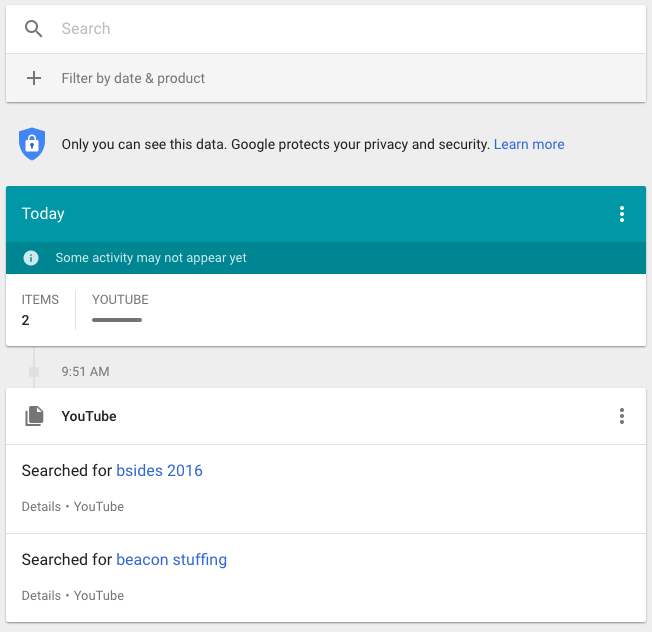 Search
Filter by date & product
Only you can see this data. Google protects your privacy and security. Learn more
Today
Some activity may not appear yet
ITEMS YOUTUBE
2
9:51 AM
YouTube
Searched for bsides 2016
Details • YouTube
Searched for beacon stuffing
Details • YouTube